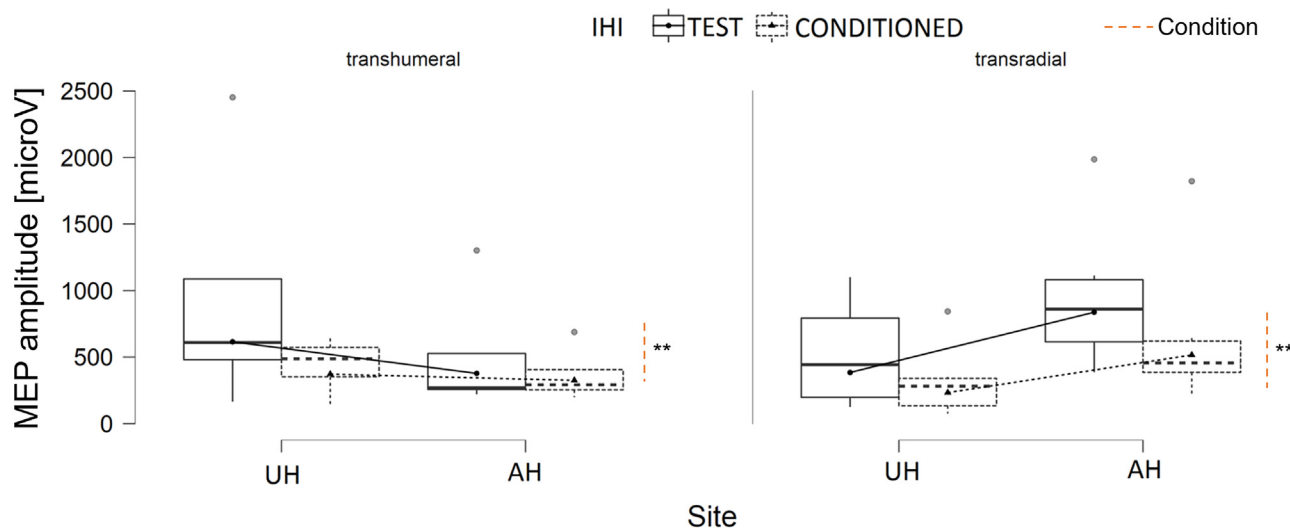 IHI TEST CONDITIONED Condition
transhumeral transradial
MEP amplitude [microV]
2500
2000
1500
1000
500
0
**
**
UH AH UH AH
Site